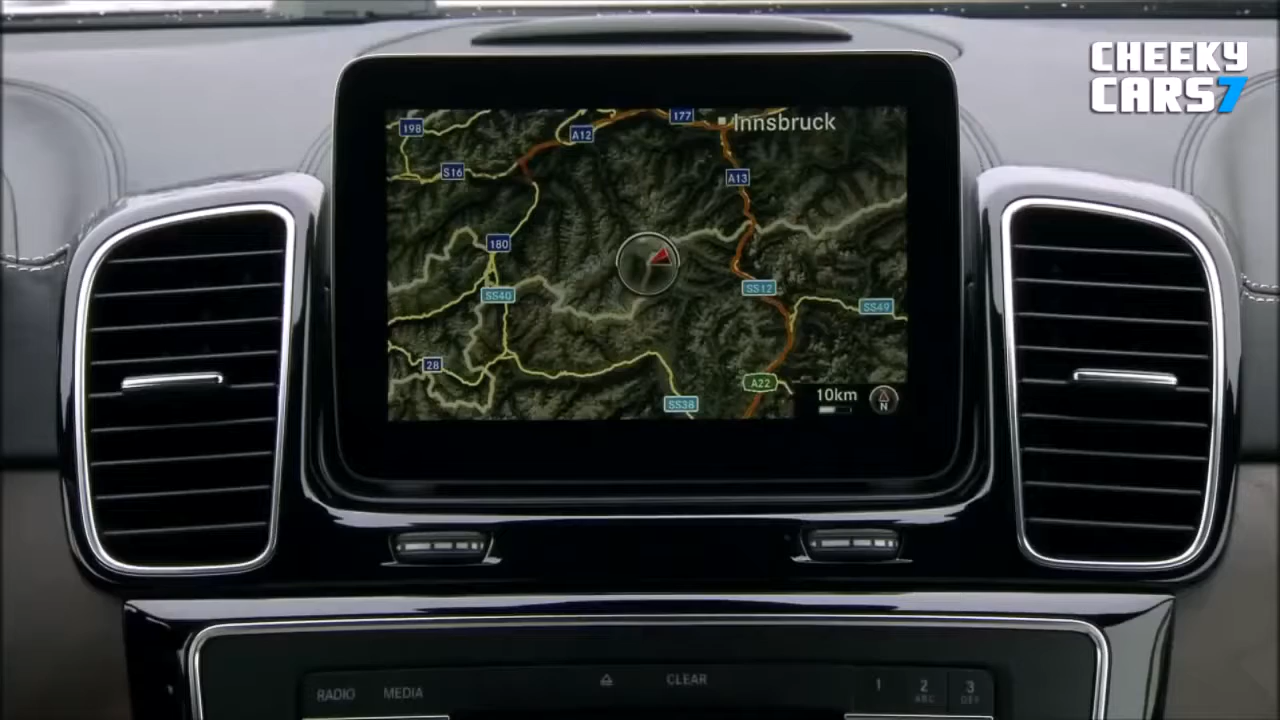 CHEEKY
CARS7
177
Innsbruck
198
A12
S16
A13
180
SS40
SS12
SS49
28
A22
SS38
10km
N
RADIO
MEDIA
CLEAR
1
2
ABC
3
DEF